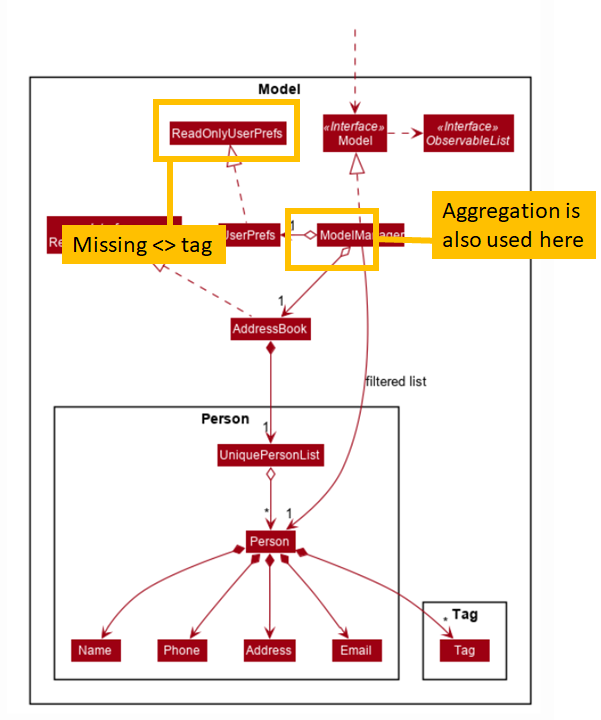 Model
ReadOnlyUserPrefs
«Interface»
Model
«Interface»
ObservableList
Aggregation is
also used here
Missing <> tag
1
UserPrefs
ModelManager
1
AddressBook
filtered list
Person
1
UniquePersonList
*
1
Person
Tag
*
Name
Phone
Address
Email
Tag